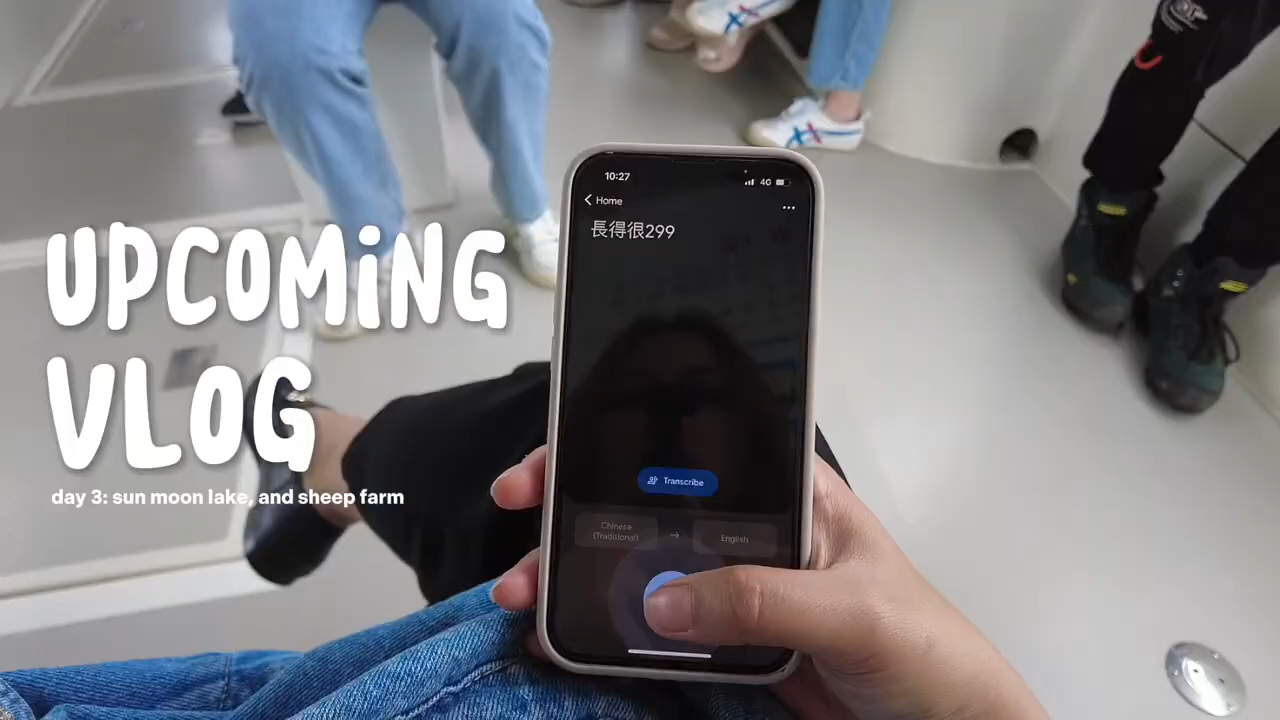 UPCOMING
VLOG
day 3: sun moon lake, and sheep farm
10:27
4G
Home
長得很299
Transcribe
Chinese
(Traditional)
English